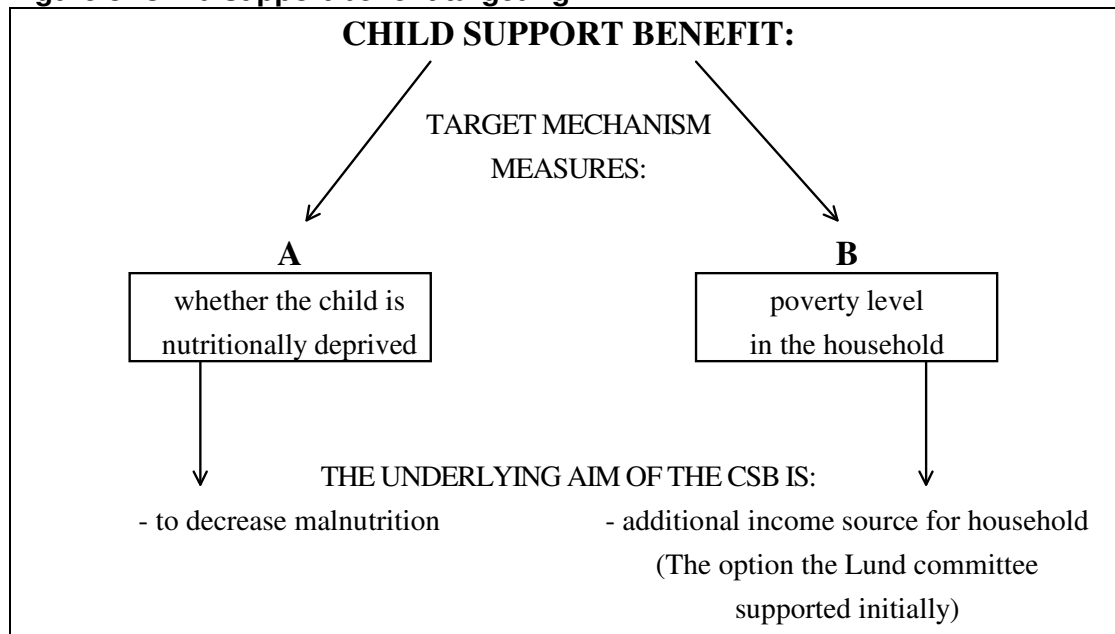 support targeting
CHILD SUPPORT BENEFIT:
TARGET MECHANISM
MEASURES:
A B
whether the child is poverty level
nutritionally deprived in the household
THE UNDERLYING AIM OF THE CSB IS:
- to decrease malnutrition - additional income source for household
(The option the Lund committee
supported initially)